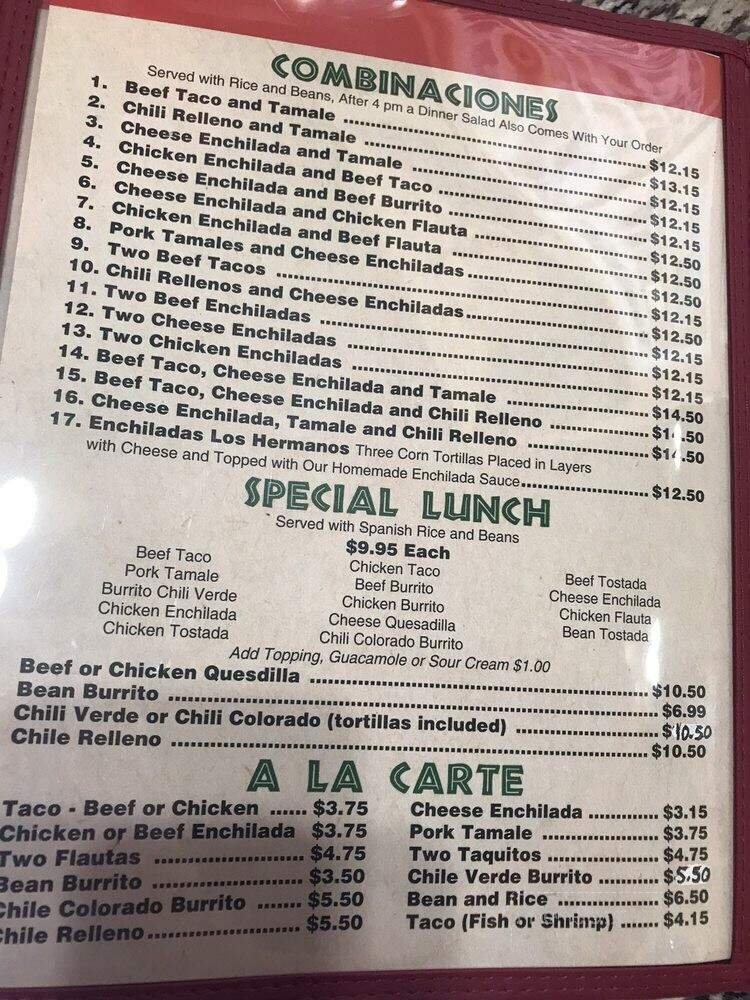 COMBINACIONES
Served with Rice and Beans, After 4 pm a Dinner Salad Also Comes With Your Order
1. Beef Taco and Tamale ........ $12.15
2. Chili Relleno and Tamale ........ $13.15
3. Cheese Enchilada and Tamale ........ $12.15
4. Chicken Enchilada and Beef Taco ........ $12.15
5. Cheese Enchilada and Beef Burrito ........ $12.15
6. Cheese Enchilada and Chicken Flauta ........ $12.50
7. Chicken Enchilada and Beef Flauta ........ $12.50
8. Pork Tamales and Cheese Enchiladas ........ $12.50
9. Two Beef Tacos ........ $12.15
10. Chili Rellenos and Cheese Enchiladas ........ $12.50
11. Two Beef Enchiladas ........ $12.15
12. Two Cheese Enchiladas ........ $12.15
13. Two Chicken Enchiladas ........ $12.15
14. Beef Taco, Cheese Enchilada and Tamale ........ $14.50
15. Beef Taco, Cheese Enchilada and Chili Relleno ........
16. Cheese Enchilada, Tamale and Chili Relleno ........
17. Enchiladas Los Hermanos Three Corn Tortillas Placed in Layers
with Cheese and Topped with Our Homemade Enchilada Sauce ........ $12.50
SPECIAL LUNCH
Served with Spanish Rice and Beans
$9.95 Each
Beef Taco
Pork Tamale
Burrito Chili Verde
Chicken Enchilada
Chicken Tostada
Chicken Taco
Beef Burrito
Chicken Burrito
Cheese Quesadilla
Chili Colorado Burrito
Beef Tostada
Cheese Enchilada
Chicken Flauta
Bean Tostada
Add Topping, Guacamole or Sour Cream $1.00
Beef or Chicken Quesdilla ........ $10.50
Bean Burrito ........ $6.99
Chili Verde or Chili Colorado (tortillas included) ........ $10.50
Chile Relleno ........ $10.50
A LA CARTE
Taco - Beef or Chicken ...... $3.75
Chicken or Beef Enchilada $3.75
Two Flautas ........ $4.75
Bean Burrito ........ $3.50
Chile Colorado Burrito ....... $5.50
Chile Relleno ........ $5.50
Cheese Enchilada ........ $3.15
Pork Tamale ........ $3.75
Two Taquitos ........ $4.75
Chile Verde Burrito ........ $5.50
Bean and Rice ........ $6.50
Taco (Fish or Shrimp) ....... $4.15